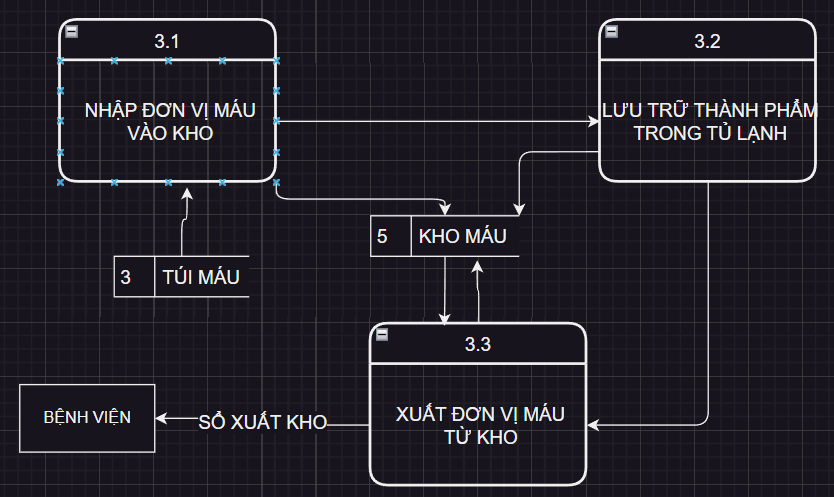 3.1
NHẬP ĐƠN VỊ MÁU
VÀO KHO
3.2
LƯU TRỮ THÀNH PHẨM
TRONG TỦ LẠNH
5
KHO MÁU
3
TÚI MÁU
3.3
XUẤT ĐƠN VỊ MÁU
TỪ KHO
SỔ XUẤT KHO
BỆNH VIỆN